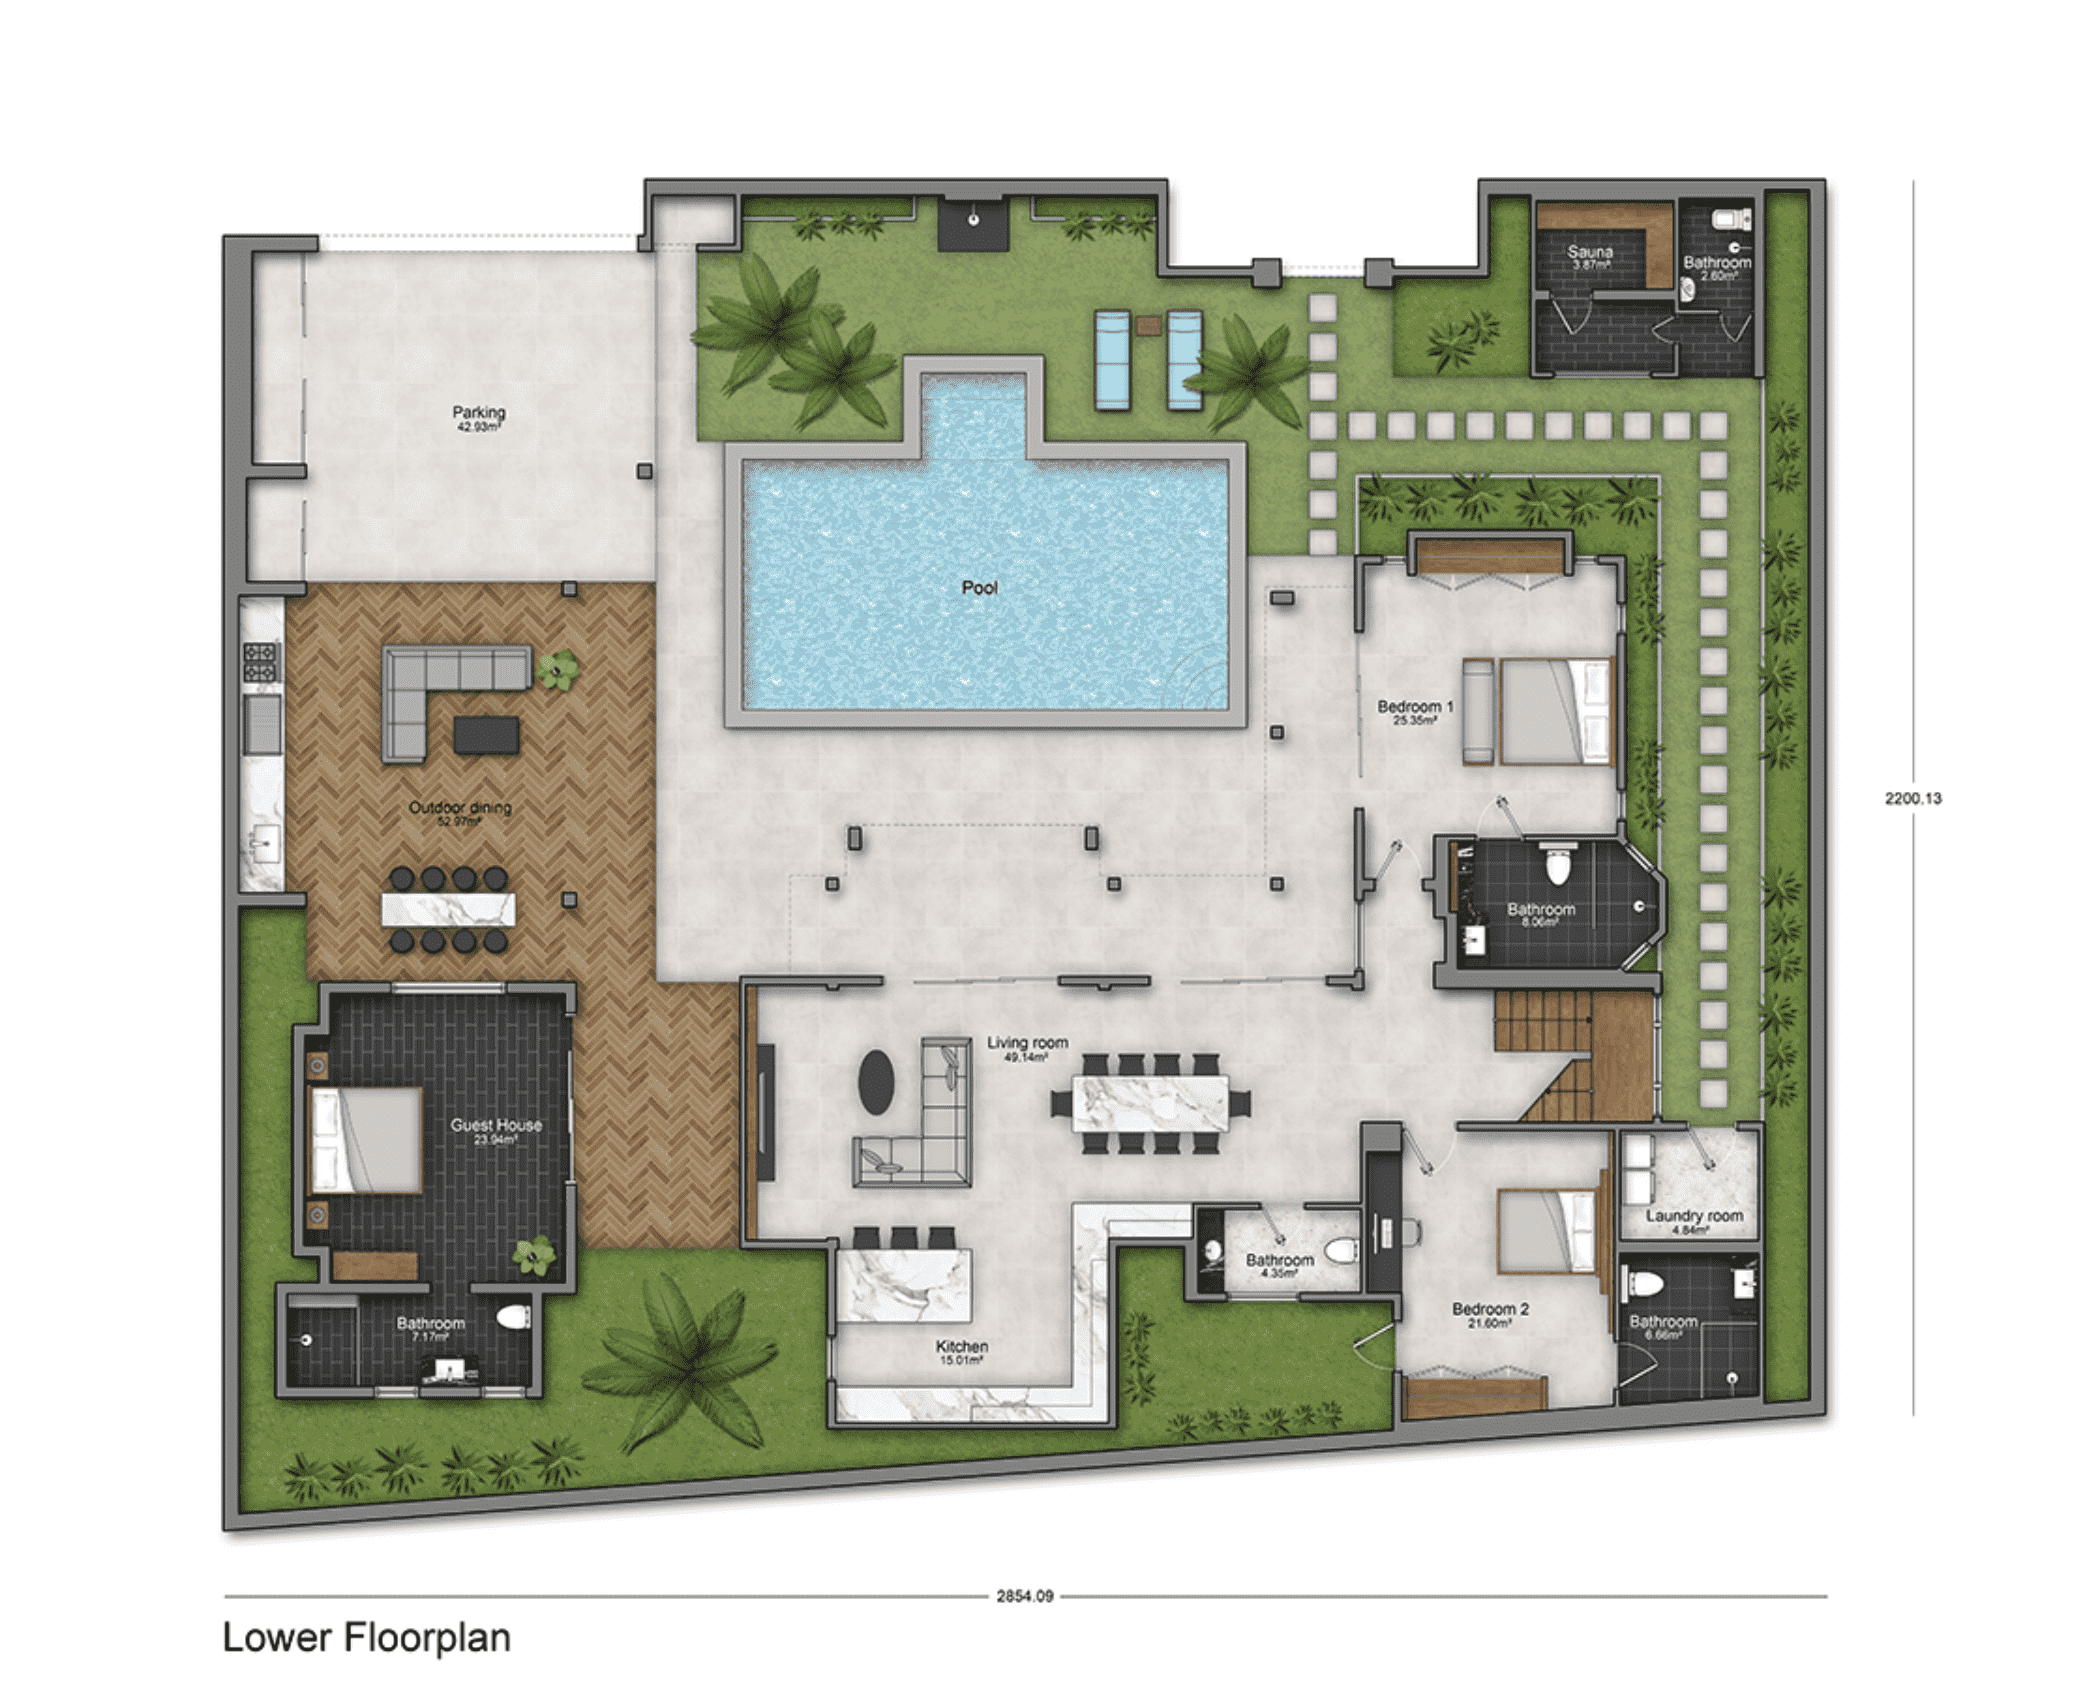 Sauna
3.87m²
Bathroom
2.60m²
Parking
42.93m²
Pool
Bedroom 1
25.35m²
2200.13
Outdoor dining
52.97m²
Bathroom
8.06m²
Living room
49.14m²
Guest House
23.94m²
Laundry room
4.84m²
Bathroom
4.35m²
Bedroom 2
21.60m²
Bathroom
6.66m²
Bathroom
7.17m²
Kitchen
15.01m²
2854.09
Lower Floorplan